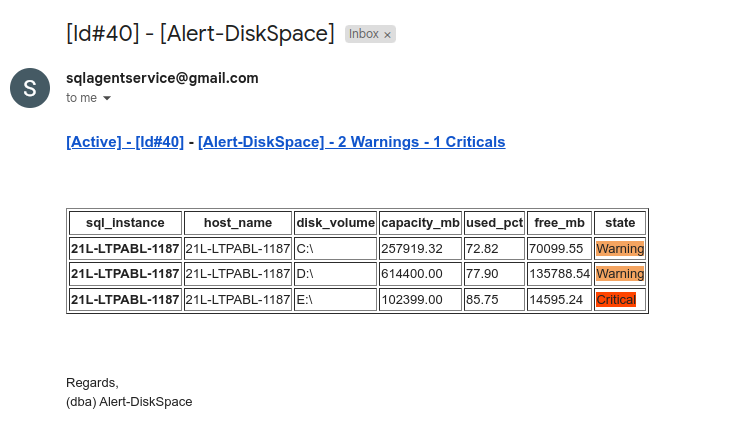 [Id#40] - [Alert-DiskSpace] Inbox ×
S
sqlagentservice@gmail.com
to me
[Active] - [Id#40] - [Alert-DiskSpace] - 2 Warnings - 1 Criticals
sql_instance host_name disk_volume capacity_mb used_pct free_mb state
21L-LTPABL-1187 21L-LTPABL-1187 C:\ 257919.32 72.82 70099.55 Warning
21L-LTPABL-1187 21L-LTPABL-1187 D:\ 614400.00 77.90 135788.54 Warning
21L-LTPABL-1187 21L-LTPABL-1187 E:\ 102399.00 85.75 14595.24 Critical
Regards,
(dba) Alert-DiskSpace